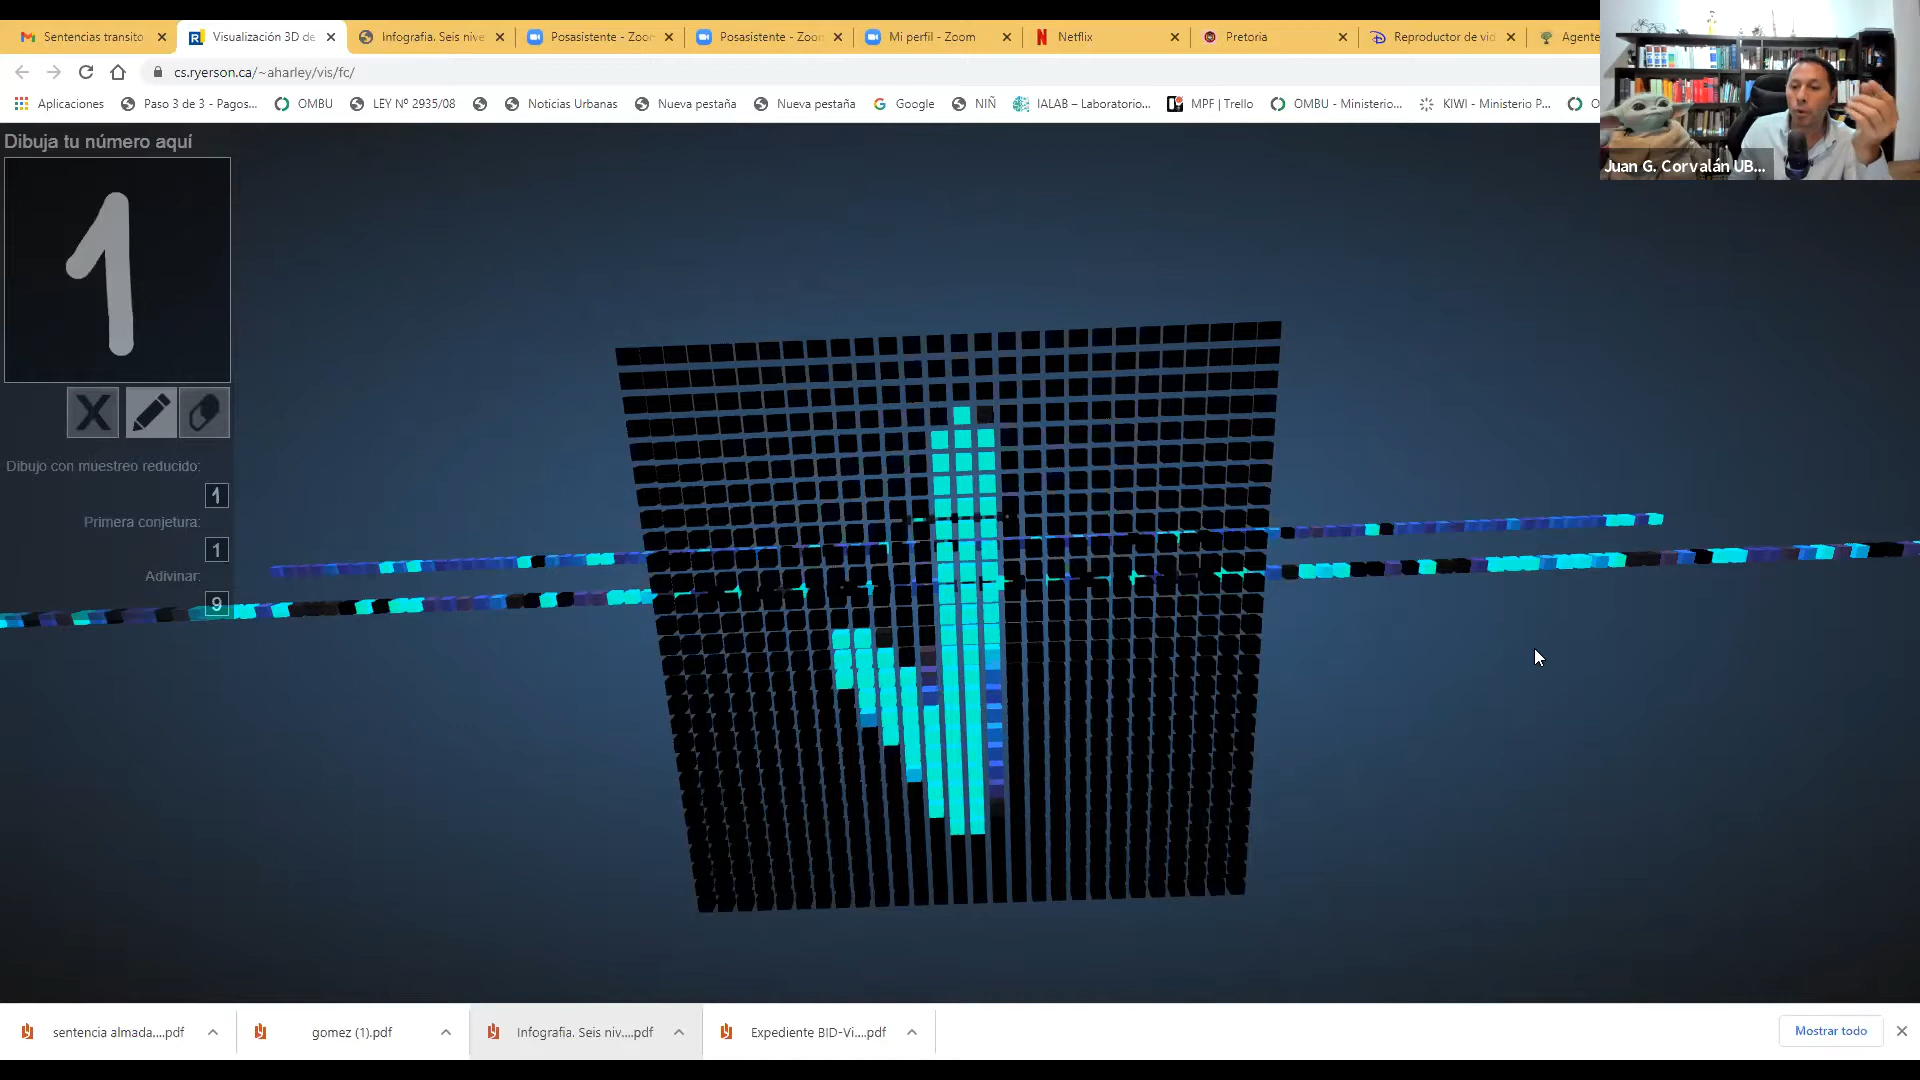 Sentencias transito
Visualización 3D de
Infografia. Seis nive
Posasistente - Zoo
Posasistente - Zoo
Mi perfil - Zoom
Netflix
Pretoria
Reproductor de vid
Agente
cs.ryerson.ca/~aharley/vis/fc/
Aplicaciones
Paso 3 de 3 - Pagos...
OMBU
LEY Nº 2935/08
Noticias Urbanas
Nueva pestaña
Nueva pestaña
Google
NIÑ
IALAB – Laboratorio...
MPF | Trello
OMBU - Ministerio...
KIWI - Ministerio P...
O
Juan G. Corvalán UB...
Dibuja tu número aquí
1
Dibujo con muestreo reducido:
1
Primera conjetura:
1
Adivinar:
9
sentencia almada....pdf
gomez (1).pdf
Infografia. Seis niv....pdf
Expediente BID-Vi....pdf
Mostrar todo